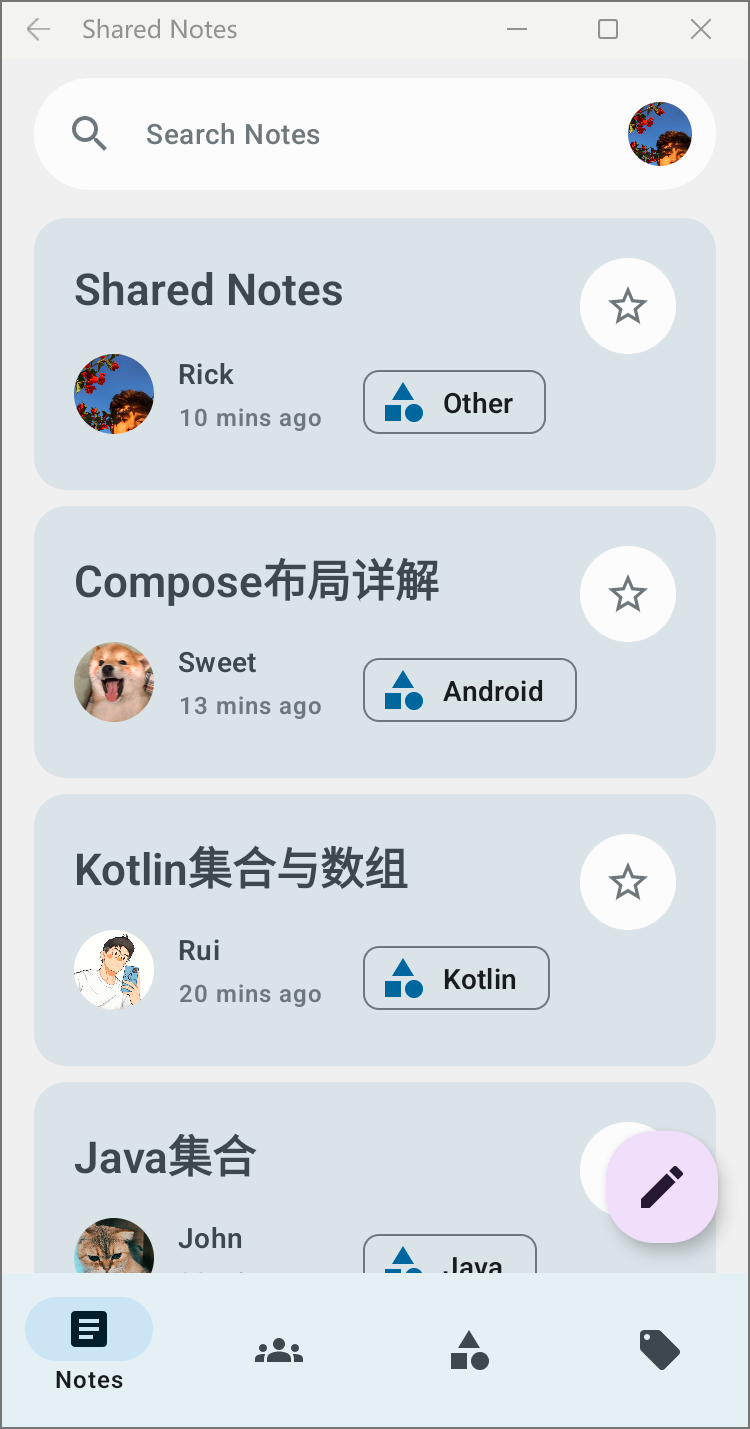 Shared Notes
Search Notes
Shared Notes
Rick
10 mins ago
Other
Compose布局详解
Sweet
13 mins ago
Android
Kotlin集合与数组
Rui
20 mins ago
Kotlin
Java集合
John
Java
Notes